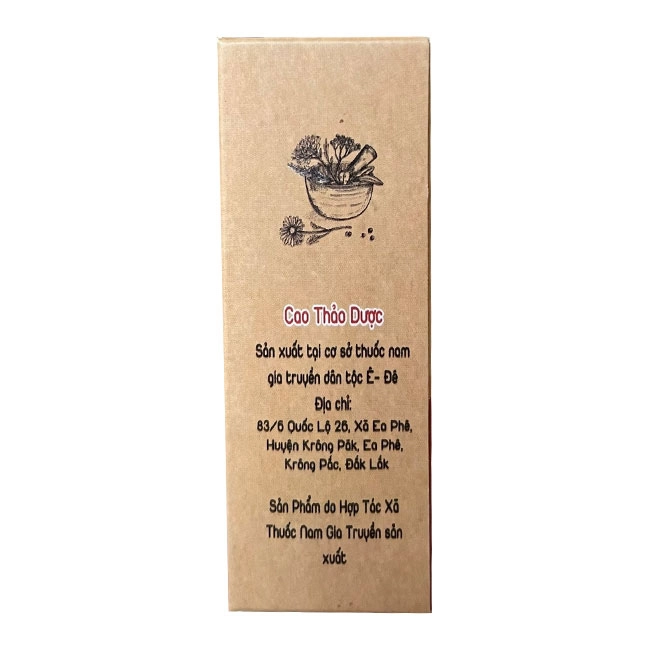 Cao Thảo Dược
Sản xuất tại cơ sở thuốc nam
gia truyền dân tộc Ê- Đê
Địa chỉ:
83/6 Quốc Lộ 26, Xã Ea Phê,
Huyện Krông Păk, Ea Phê,
Krông Pắc, Đắk Lắk
Sản Phẩm do Hợp Tác Xã
Thuốc Nam Gia Truyền sản
xuất